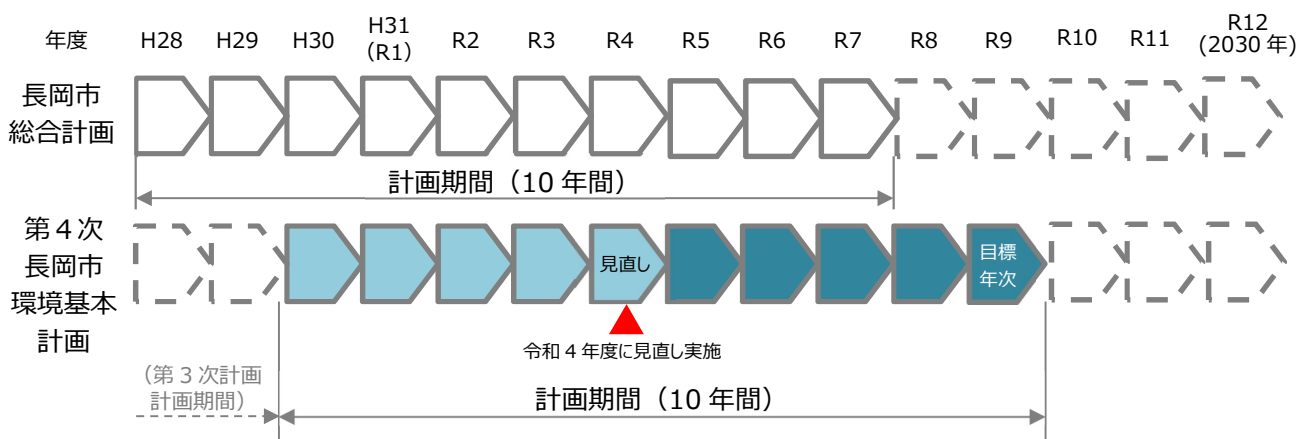 年度 H28 H29 H30 H31 (R1) R2 R3 R4 R5 R6 R7 R8 R9 R10 R11 R12 (2030 年)
長岡市
総合計画
計画期間（10 年間）
第４次
長岡市
環境基本
計画
見直し
目標
年次
令和 4 年度に見直し実施
（第 3 次計画
計画期間）
計画期間（10 年間）